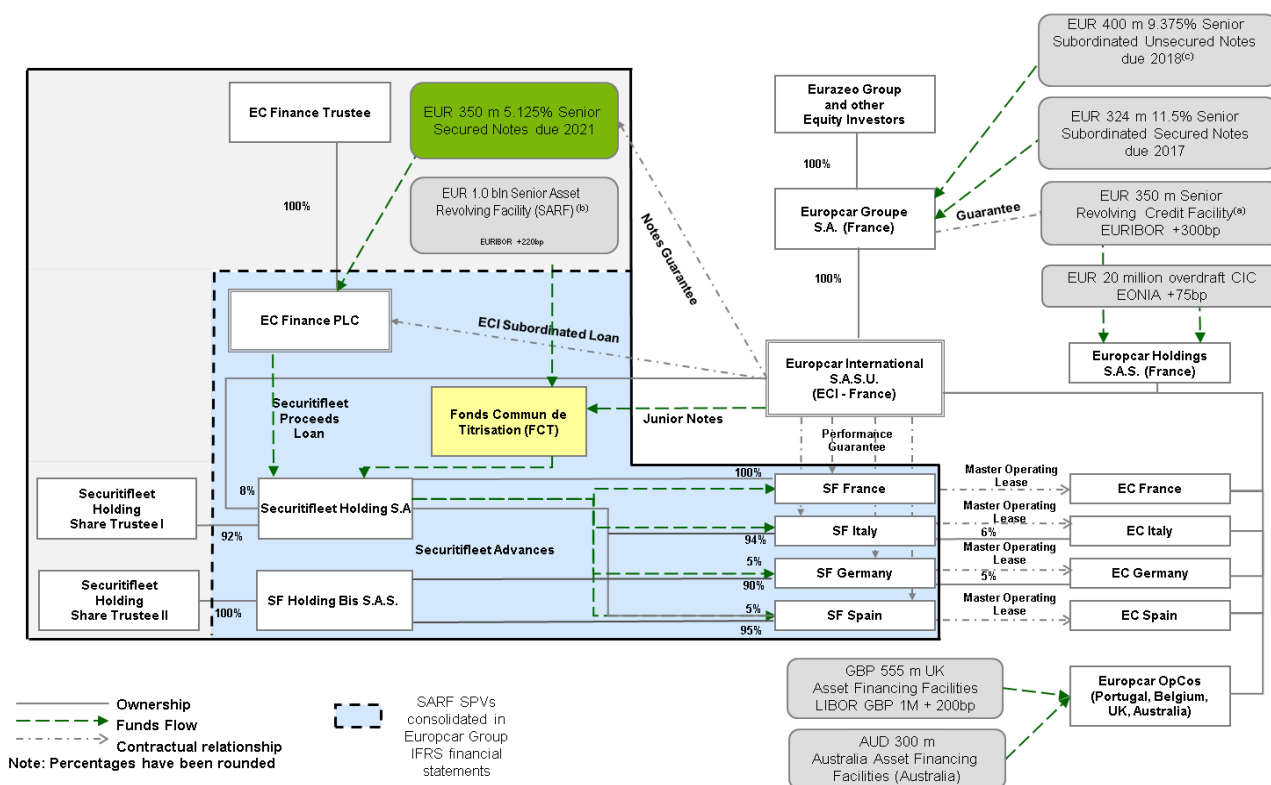 EUR 400 m 9.375% Senior
Subordinated Unsecured Notes
due 2018(c)
EC Finance Trustee
EUR 350 m 5.125% Senior
Secured Notes due 2021
Eurazeo Group
and other
Equity Investors
EUR 324 m 11.5% Senior
Subordinated Secured Notes
due 2017
100%
EUR 1.0 bln Senior Asset
Revolving Facility (SARF) (b)
EURIBOR +220bp
100%
Notes Guarantee
Europcar Groupe
S.A. (France)
Guarantee
EUR 350 m Senior
Revolving Credit Facility(a)
EURIBOR +300bp
100%
EUR 20 million overdraft CIC
EONIA +75bp
EC Finance PLC
ECI Subordinated Loan
Europcar International
S.A.S.U.
(ECI - France)
Europcar Holdings
S.A.S. (France)
Securitifleet
Proceeds
Loan
Fonds Commun de
Titrisation (FCT)
Junior Notes
Performance
Guarantee
Securitifleet
Holding
Share Trustee I
92%
8%
Securitifleet Holding S.A
100%
SF France
Master Operating
Lease
EC France
SF Italy
94%
Master Operating
Lease
6%
EC Italy
Securitifleet Advances
5%
SF Germany
90%
Master Operating
Lease
5%
EC Germany
Securitifleet
Holding
Share Trustee II
100%
SF Holding Bis S.A.S.
5%
SF Spain
95%
Master Operating
Lease
EC Spain
GBP 555 m UK
Asset Financing Facilities
LIBOR GBP 1M + 200bp
Europcar OpCos
(Portugal, Belgium,
UK, Australia)
AUD 300 m
Australia Asset Financing
Facilities (Australia)
Ownership
Funds Flow
Contractual relationship
Note: Percentages have been rounded
SARF SPVs
consolidated in
Europcar Group
IFRS financial
statements